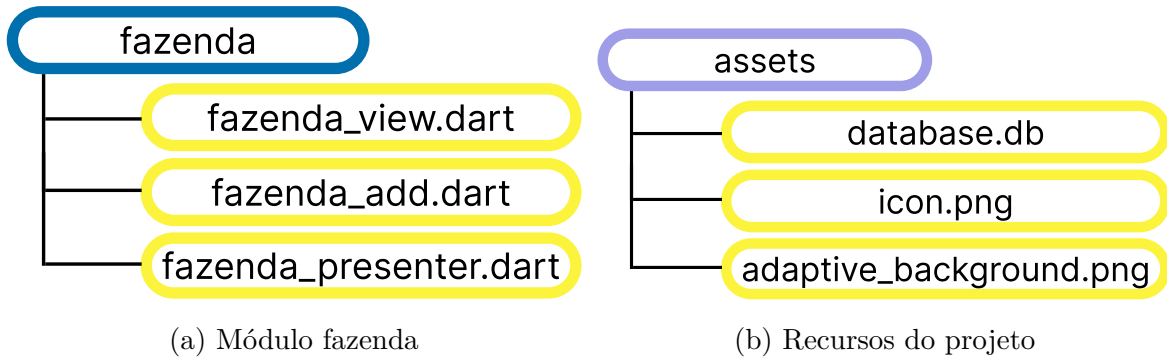 fazenda
fazenda_view.dart
fazenda_add.dart
fazenda_presenter.dart
(a) Módulo fazenda
assets
database.db
icon.png
adaptive_background.png
(b) Recursos do projeto